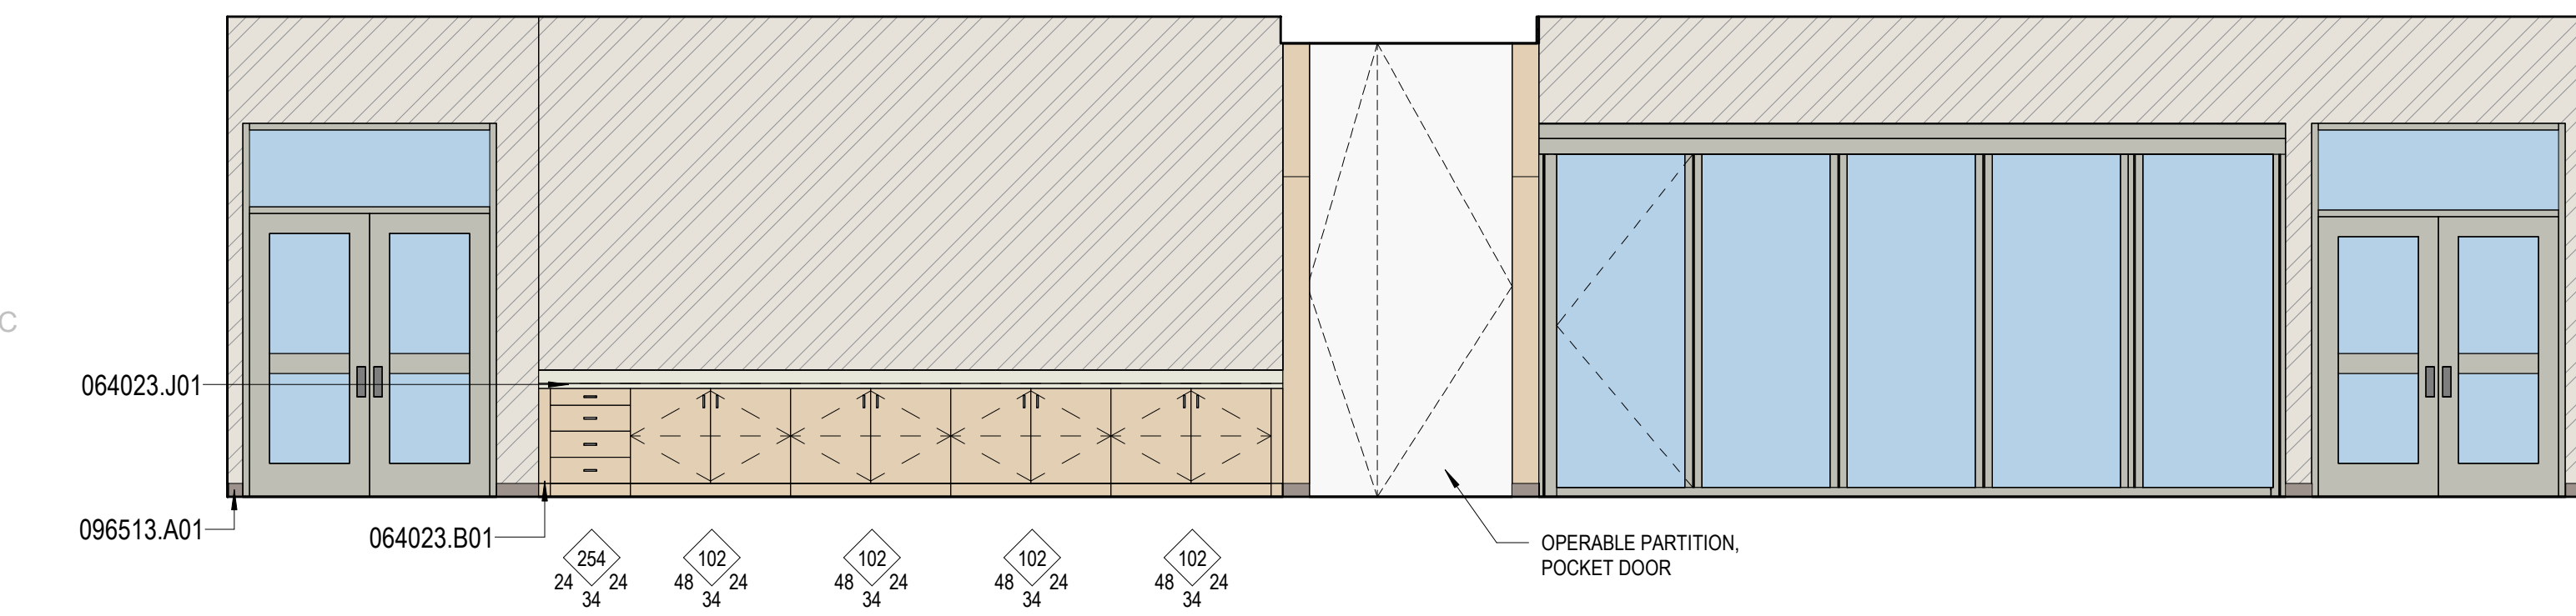 C
064023.J01
096513.A01
064023.B01
OPERABLE PARTITION,
POCKET DOOR
254
24 24
34
102
48 24
34
102
48 24
34
102
48 24
34
102
48 24
34